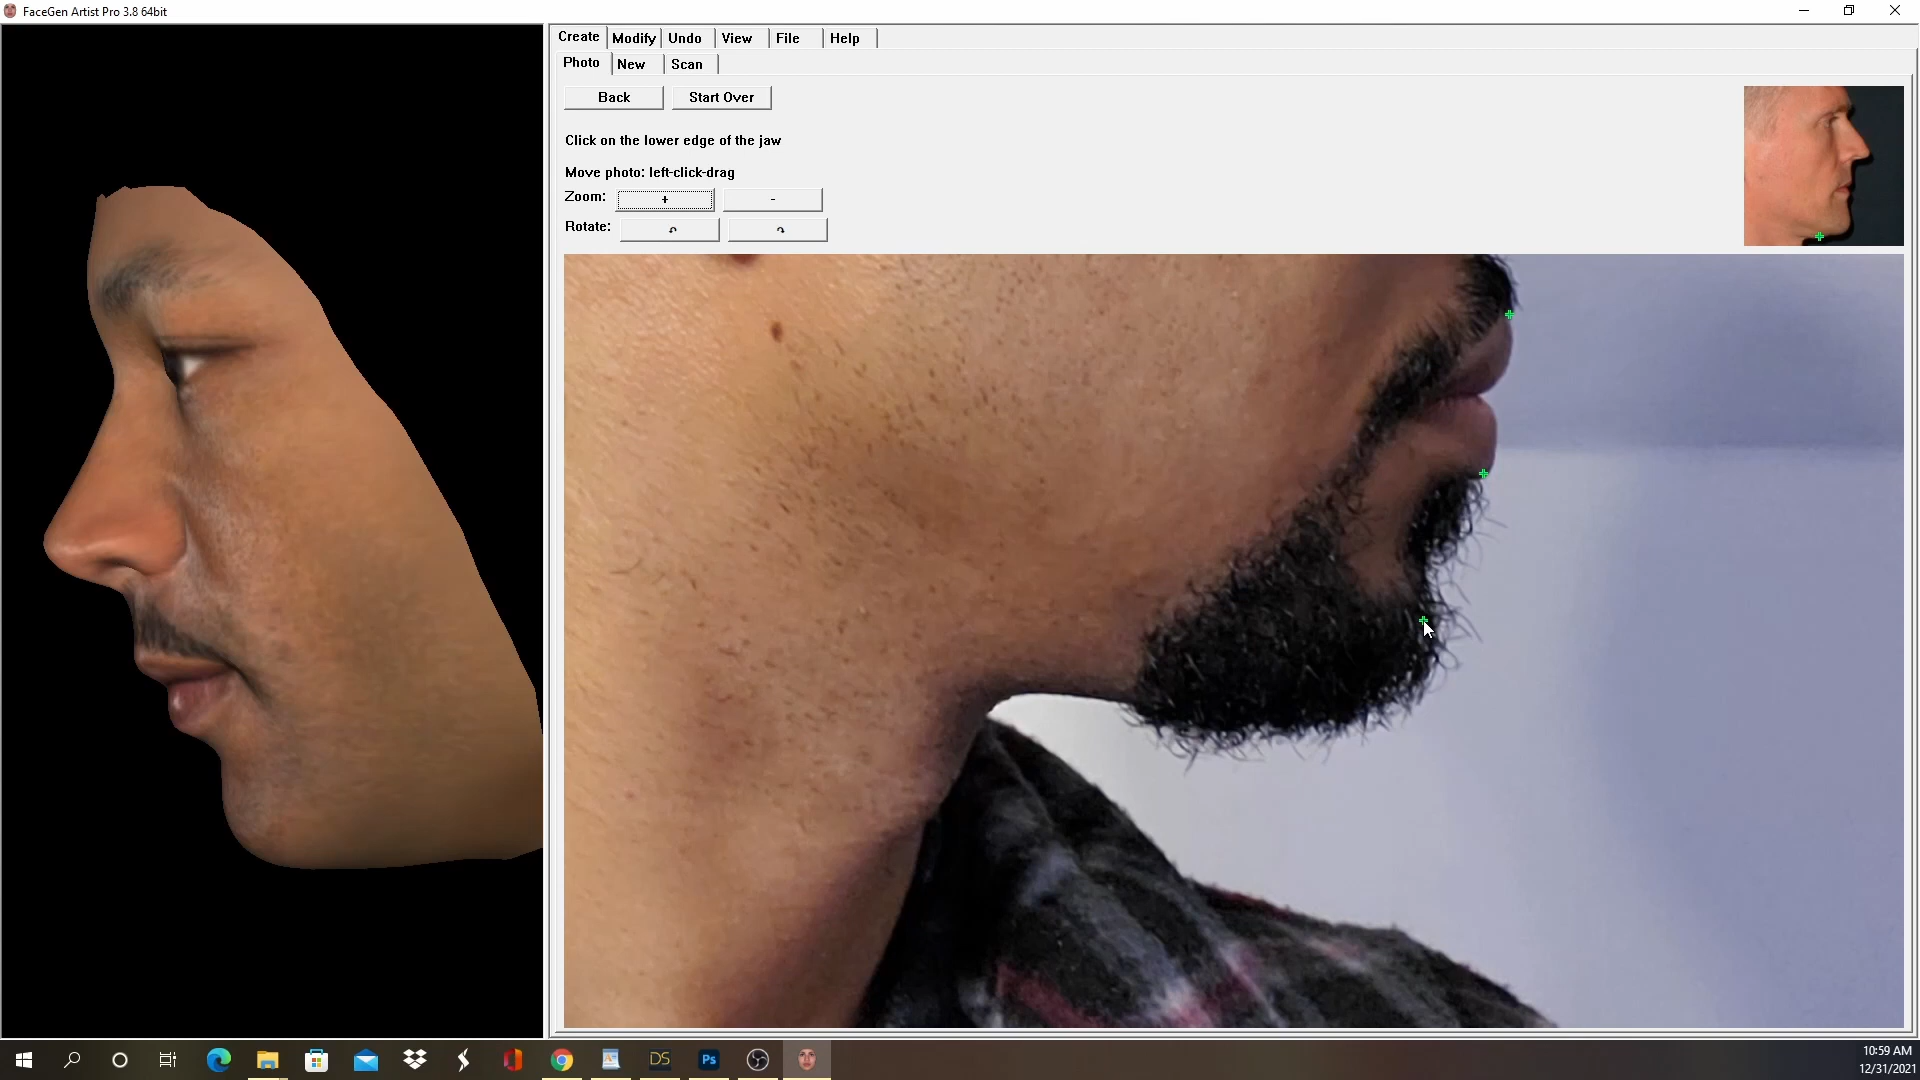 FaceGen Artist Pro 3.8 64bit
Create Modify Undo View File Help
Photo New Scan
Back Start Over
Click on the lower edge of the jaw
Move photo: left-click-drag
Zoom: + -
Rotate:
DS Ps
10:59 AM
12/31/2021